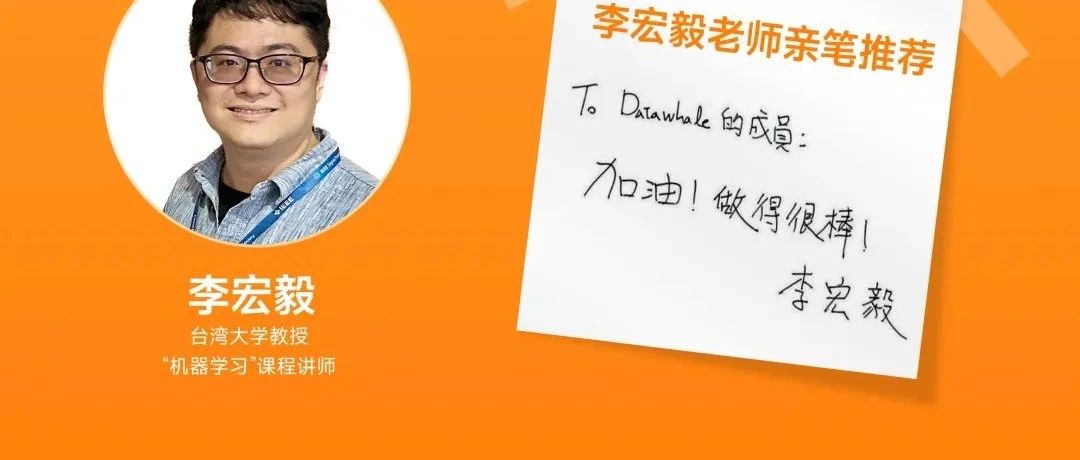 李宏毅老师亲笔推荐
To Datawhale 的成員：
加油！做得很棒！
李宏毅
李宏毅
台湾大学教授
“机器学习”课程讲师
IEEE